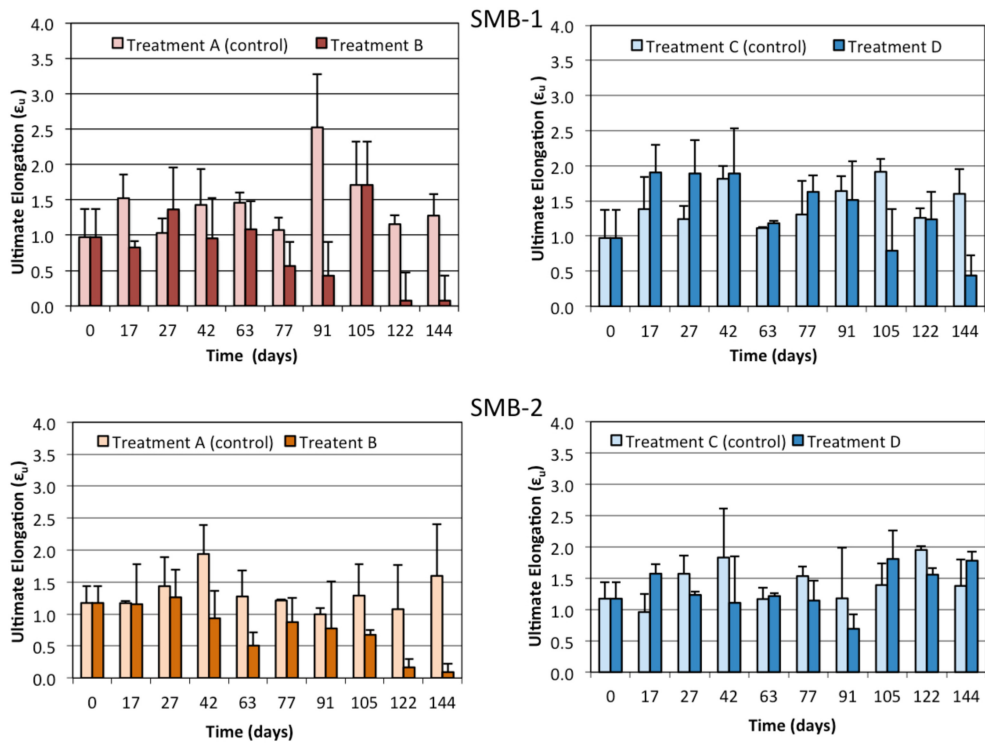 SMB-1
Treatment A (control) Treatment B
Ultimate Elongation (εu)
4.0
3.5
3.0
2.5
2.0
1.5
1.0
0.5
0.0
0 17 27 42 63 77 91 105 122 144
Time (days)
Treatment C (control) Treatment D
Ultimate Elongation (εu)
4.0
3.5
3.0
2.5
2.0
1.5
1.0
0.5
0.0
0 17 27 42 63 77 91 105 122 144
Time (days)
SMB-2
Treatment A (control) Treatent B
Ultimate Elongation (εu)
4.0
3.5
3.0
2.5
2.0
1.5
1.0
0.5
0.0
0 17 27 42 63 77 91 105 122 144
Time (days)
Treatment C (control) Treatment D
Ultimate Elongation (εu)
4.0
3.5
3.0
2.5
2.0
1.5
1.0
0.5
0.0
0 17 27 42 63 77 91 105 122 144
Time (days)